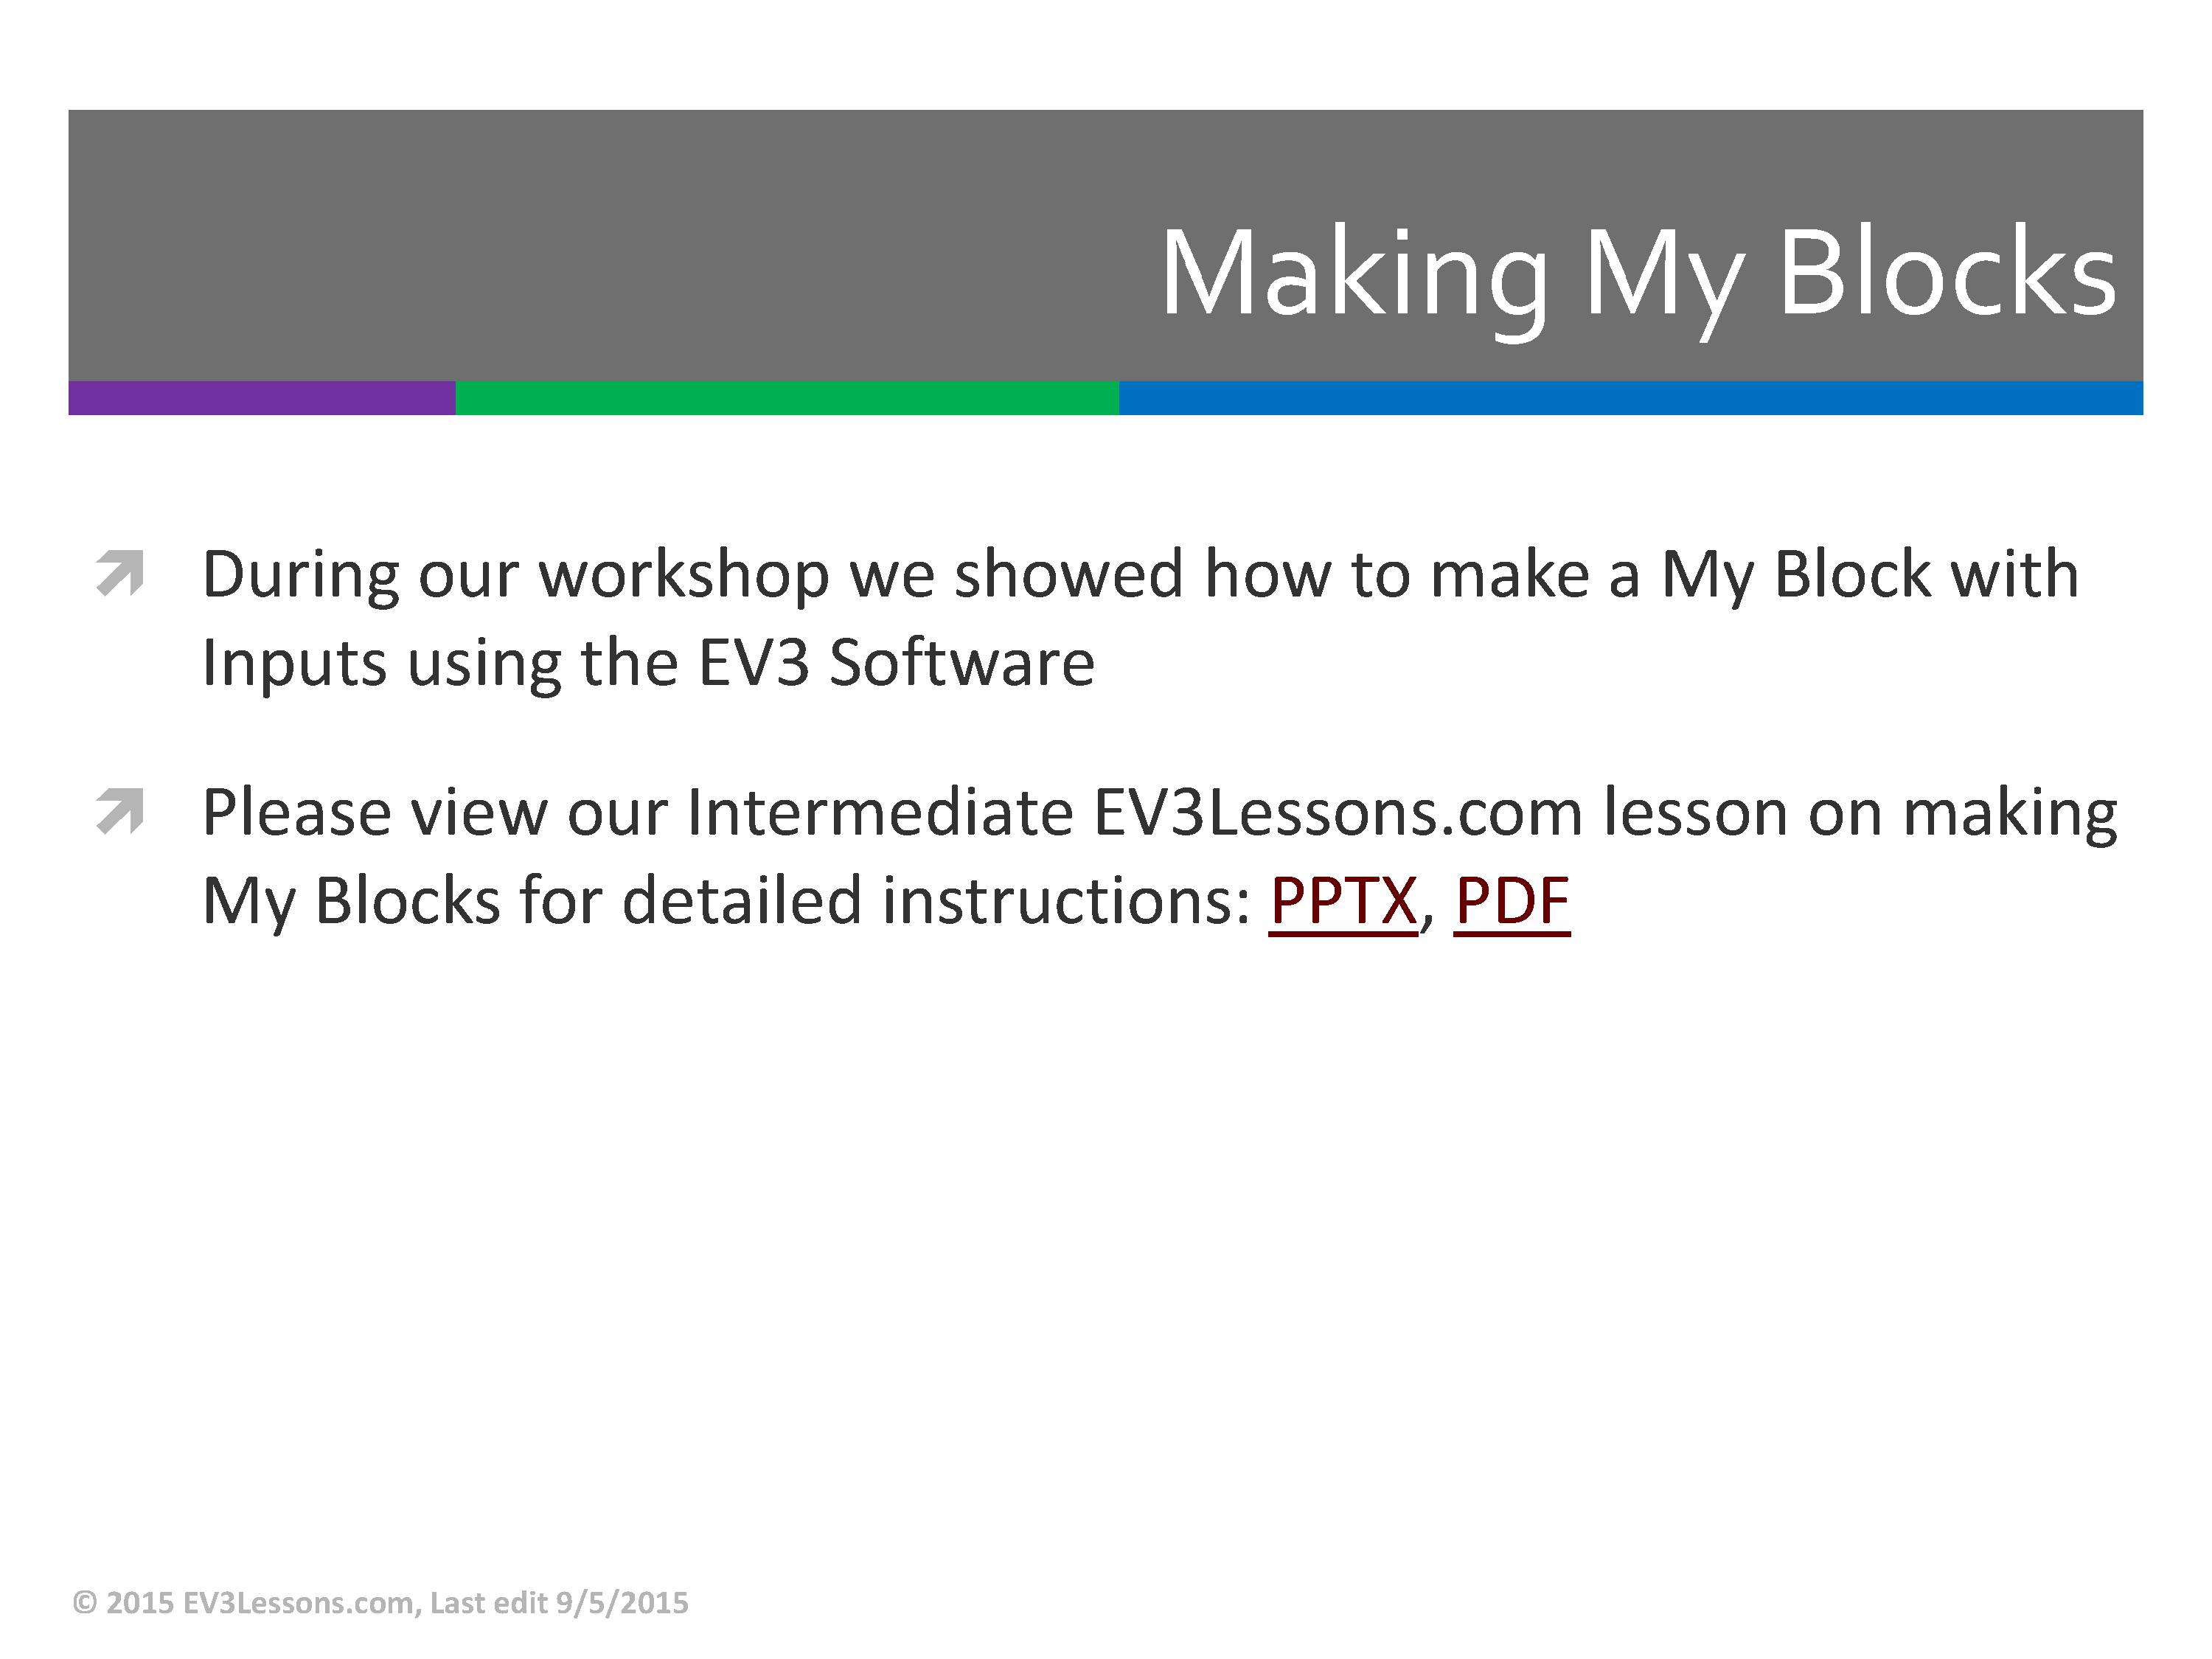 Making My Blocks
During our workshop we showed how to make a My Block with
Inputs using the EV3 Software
Please view our Intermediate EV3Lessons.com lesson on making
My Blocks for detailed instructions: PPTX, PDF
© 2015 EV3Lessons.com, Last edit 9/5/2015